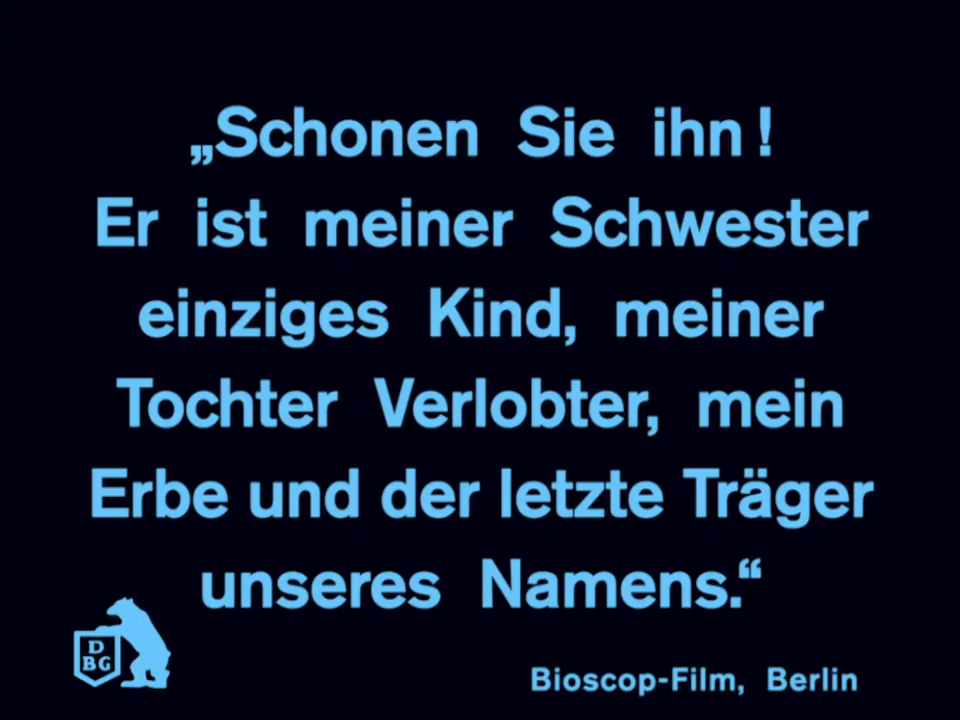 „Schonen Sie ihn!
Er ist meiner Schwester
einziges Kind, meiner
Tochter Verlobter, mein
Erbe und der letzte Träger
unseres Namens.“
D
BG
Bioscop-Film, Berlin